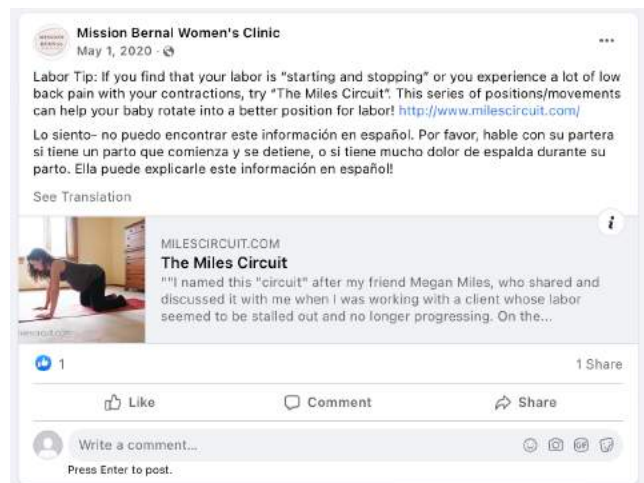 Mission Bernal Women's Clinic
May 1, 2020 ·
Labor Tip: If you find that your labor is “starting and stopping” or you experience a lot of low
back pain with your contractions, try “The Miles Circuit”. This series of positions/movements
can help your baby rotate into a better position for labor! http://www.milescircuit.com/
Lo siento- no puedo encontrar este información en español. Por favor, hable con su partera
si tiene un parto que comienza y se detiene, o si tiene mucho dolor de espalda durante su
parto. Ella puede explicarle este información en español!
See Translation
i
MILESCIRCUIT.COM
The Miles Circuit
""I named this "circuit" after my friend Megan Miles, who shared and
discussed it with me when I was working with a client whose labor
seemed to be stalled out and no longer progressing. On the...
1
1 Share
Like
Comment
Share
Write a comment...
GIF
Press Enter to post.